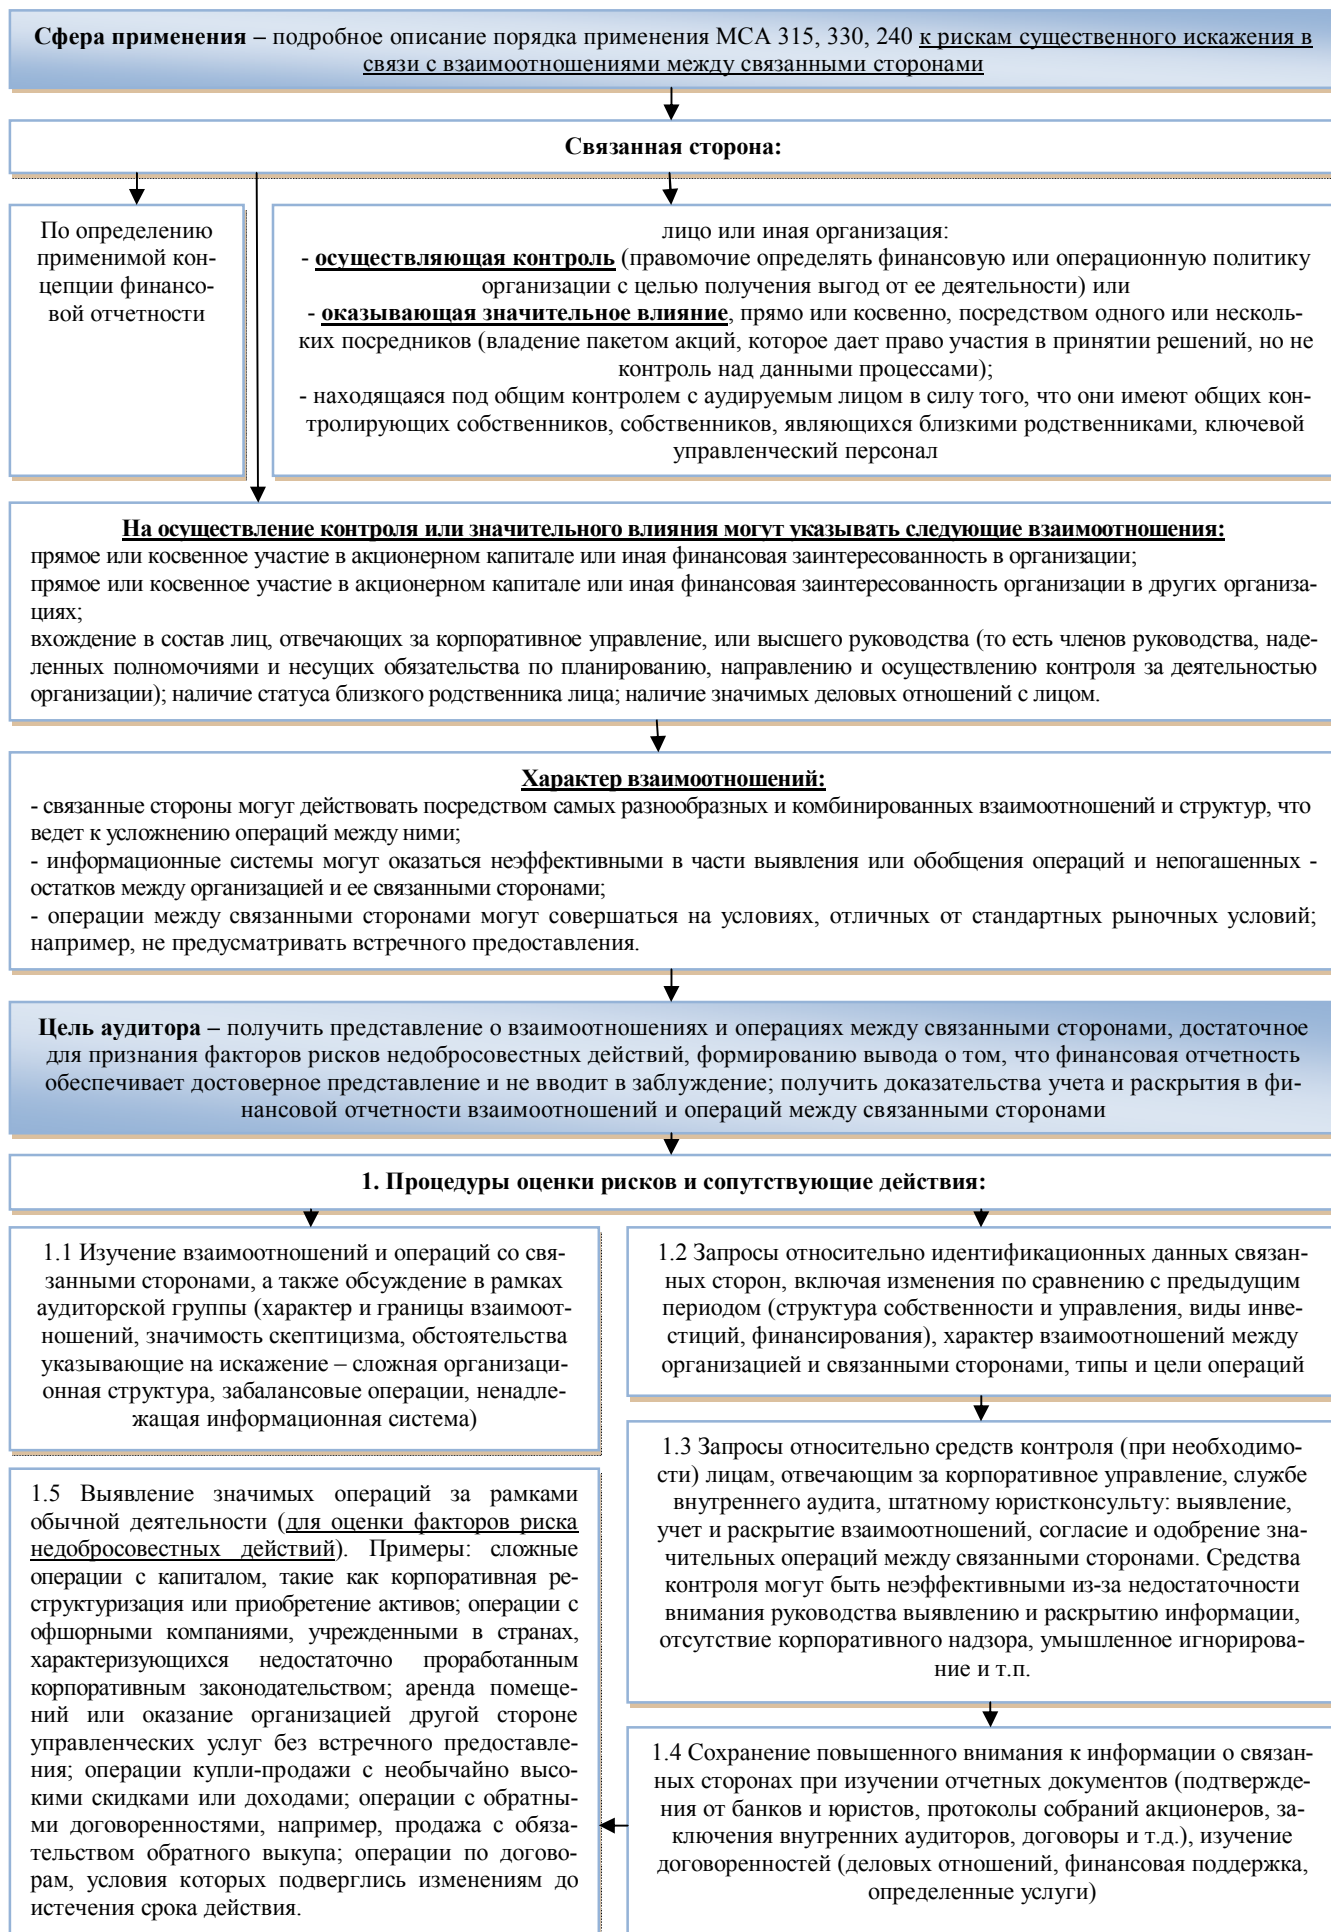 Сфера применения – подробное описание порядка применения МСА 315, 330, 240 к рискам существенного искажения в
связи с взаимоотношениями между связанными сторонами
Связанная сторона:
По определению
применимой кон-
цепции финансо-
вой отчетности
лицо или иная организация:
- осуществляющая контроль (правомочие определять финансовую или операционную политику
организации с целью получения выгод от ее деятельности) или
- оказывающая значительное влияние, прямо или косвенно, посредством одного или несколь-
ких посредников (владение пакетом акций, которое дает право участия в принятии решений, но не
контроль над данными процессами);
- находящаяся под общим контролем с аудируемым лицом в силу того, что они имеют общих кон-
тролирующих собственников, собственников, являющихся близкими родственниками, ключевой
управленческий персонал
На осуществление контроля или значительного влияния могут указывать следующие взаимоотношения:
прямое или косвенное участие в акционерном капитале или иная финансовая заинтересованность в организации;
прямое или косвенное участие в акционерном капитале или иная финансовая заинтересованность организации в других организа-
циях;
вхождение в состав лиц, отвечающих за корпоративное управление, или высшего руководства (то есть членов руководства, наде-
ленных полномочиями и несущих обязательства по планированию, направлению и осуществлению контроля за деятельностью
организации); наличие статуса близкого родственника лица; наличие значимых деловых отношений с лицом.
Характер взаимоотношений:
- связанные стороны могут действовать посредством самых разнообразных и комбинированных взаимоотношений и структур, что
ведет к усложнению операций между ними;
- информационные системы могут оказаться неэффективными в части выявления или обобщения операций и непогашенных -
остатков между организацией и ее связанными сторонами;
- операции между связанными сторонами могут совершаться на условиях, отличных от стандартных рыночных условий;
например, не предусматривать встречного предоставления.
Цель аудитора – получить представление о взаимоотношениях и операциях между связанными сторонами, достаточное
для признания факторов рисков недобросовестных действий, формированию вывода о том, что финансовая отчетность
обеспечивает достоверное представление и не вводит в заблуждение; получить доказательства учета и раскрытия в фи-
нансовой отчетности взаимоотношений и операций между связанными сторонами
1. Процедуры оценки рисков и сопутствующие действия:
1.1 Изучение взаимоотношений и операций со свя-
занными сторонами, а также обсуждение в рамках
аудиторской группы (характер и границы взаимоот-
ношений, значимость скептицизма, обстоятельства
указывающие на искажение – сложная организаци-
онная структура, забалансовые операции, ненадле-
жащая информационная система)
1.2 Запросы относительно идентификационных данных связан-
ных сторон, включая изменения по сравнению с предыдущим
периодом (структура собственности и управления, виды инве-
стиций, финансирования), характер взаимоотношений между
организацией и связанными сторонами, типы и цели операций
1.3 Запросы относительно средств контроля (при необходимо-
сти) лицам, отвечающим за корпоративное управление, службе
внутреннего аудита, штатному юристконсульту: выявление,
учет и раскрытие взаимоотношений, согласие и одобрение зна-
чительных операций между связанными сторонами. Средства
контроля могут быть неэффективными из-за недостаточности
внимания руководства выявлению и раскрытию информации,
отсутствие корпоративного надзора, умышленное игнорирова-
ние и т.п.
1.4 Сохранение повышенного внимания к информации о связан-
ных сторонах при изучении отчетных документов (подтвержде-
ния от банков и юристов, протоколы собраний акционеров, за-
ключения внутренних аудиторов, договоры и т.д.), изучение
договоренностей (деловых отношений, финансовая поддержка,
определенные услуги)
1.5 Выявление значимых операций за рамками
обычной деятельности (для оценки факторов риска
недобросовестных действий). Примеры: сложные
операции с капиталом, такие как корпоративная ре-
структуризация или приобретение активов; операции с
офшорными компаниями, учрежденными в странах,
характеризующихся недостаточно проработанным
корпоративным законодательством; аренда помеще-
ний или оказание организацией другой стороне
управленческих услуг без встречного предоставле-
ния; операции купли-продажи с необычайно высо-
кими скидками или доходами; операции с обратны-
ми договоренностями, например, продажа с обяза-
тельством обратного выкупа; операции по догово-
рам, условия которых подверглись изменениям до
истечения срока действия.